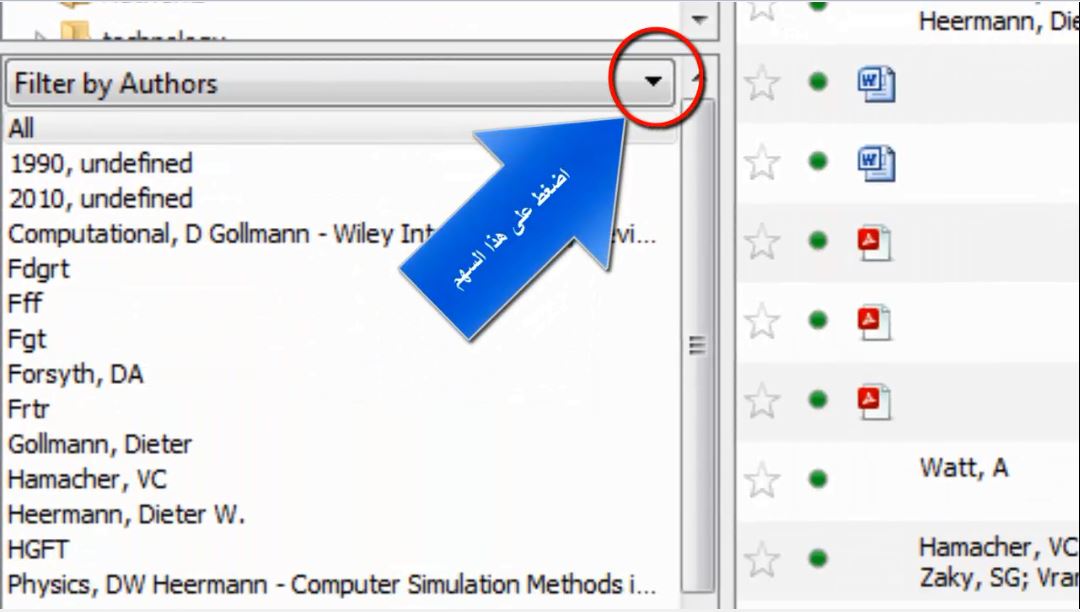 technology
Filter by Authors
All
1990, undefined
2010, undefined
Computational, D Gollmann - Wiley Int
evi...
Fdgrt
Fff
Fgt
Forsyth, DA
Frtr
Gollmann, Dieter
Hamacher, VC
Heermann, Dieter W.
HGFT
Physics, DW Heermann - Computer Simulation Methods i...
اضغط على هذا السهم
Heermann, Die
Watt, A
Hamacher, VC
Zaky, SG; Vran